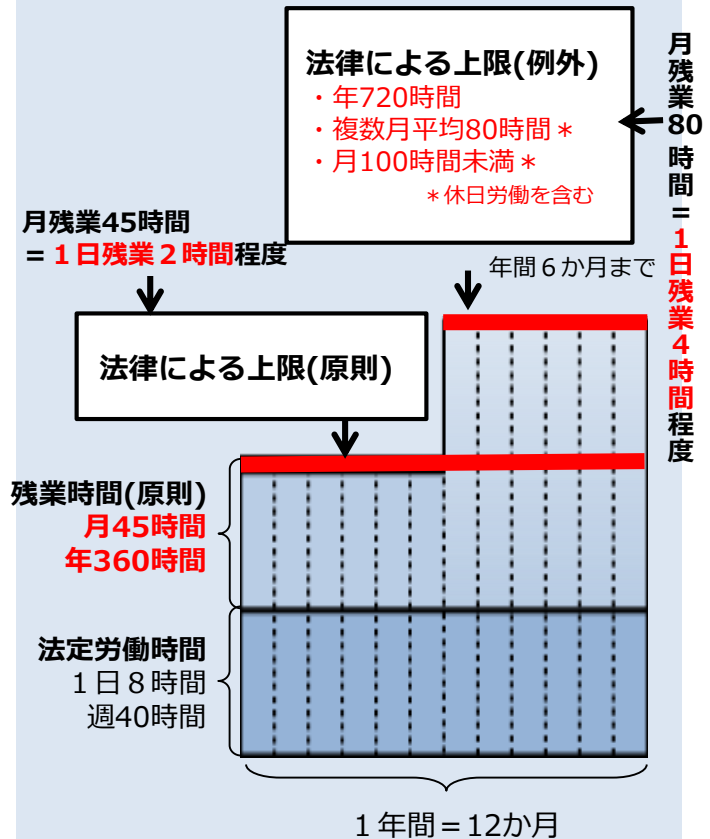 法律による上限(例外)
・年720時間
・複数月平均80時間＊
・月100時間未満＊
＊休日労働を含む
月残業80時間＝１日残業４時間程度
月残業45時間
＝１日残業２時間程度
年間６か月まで
法律による上限(原則)
残業時間(原則)
月45時間
年360時間
法定労働時間
１日８時間
週40時間
１年間＝12か月